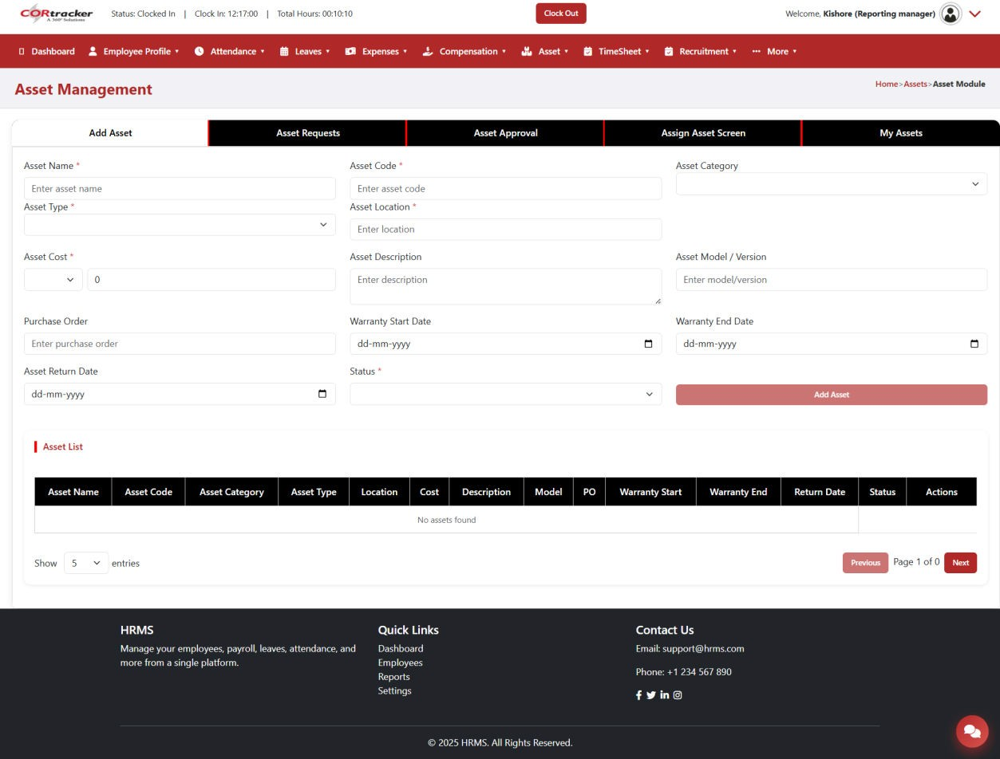 CORtracker
A 360° Solutions
Status: Clocked In | Clock In: 12:17:00 | Total Hours: 00:10:10
Clock Out
Welcome, Kishore (Reporting manager)
Dashboard Employee Profile Attendance Leaves Expenses Compensation Asset TimeSheet Recruitment More
Asset Management
Home>Assets>Asset Module
Add Asset Asset Requests Asset Approval Assign Asset Screen My Assets
Asset Name * Asset Code * Asset Category
Enter asset name Enter asset code
Asset Type * Asset Location *
Enter location
Asset Cost * Asset Description Asset Model / Version
0 Enter description Enter model/version
Purchase Order Warranty Start Date Warranty End Date
Enter purchase order dd-mm-yyyy dd-mm-yyyy
Asset Return Date Status *
dd-mm-yyyy Add Asset
Asset List
Asset Name Asset Code Asset Category Asset Type Location Cost Description Model PO Warranty Start Warranty End Return Date Status Actions
No assets found
Show 5 entries Previous Page 1 of 0 Next
HRMS
Manage your employees, payroll, leaves, attendance, and
more from a single platform.
Quick Links
Dashboard
Employees
Reports
Settings
Contact Us
Email: support@hrms.com
Phone: +1 234 567 890
© 2025 HRMS. All Rights Reserved.